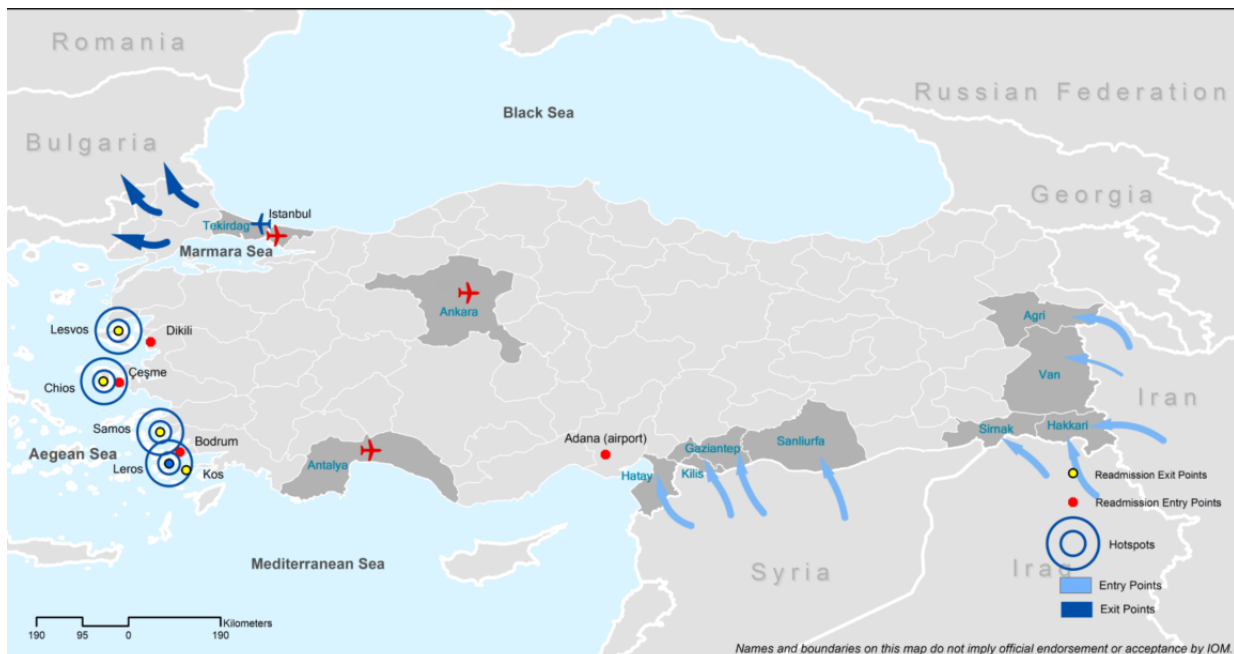 Romania
Russian Federation
Black Sea
Bulgaria
Georgia
Istanbul
Tekirdag
Marmara Sea
Ankara
Agri
Lesvos
Dikili
Van
Çeşme
Chios
Iran
Samos
Sirnak
Hakkari
Bodrum
Adana (airport)
Gaziantep
Sanliurfa
Aegean Sea
Antalya
Leros
Kos
Hatay
Kilis
Readmission Exit Points
Readmission Entry Points
Hotspots
Mediterranean Sea
Syria
Iraq
Entry Points
Exit Points
Kilometers
190 95 0 190
Names and boundaries on this map do not imply official endorsement or acceptance by IOM.